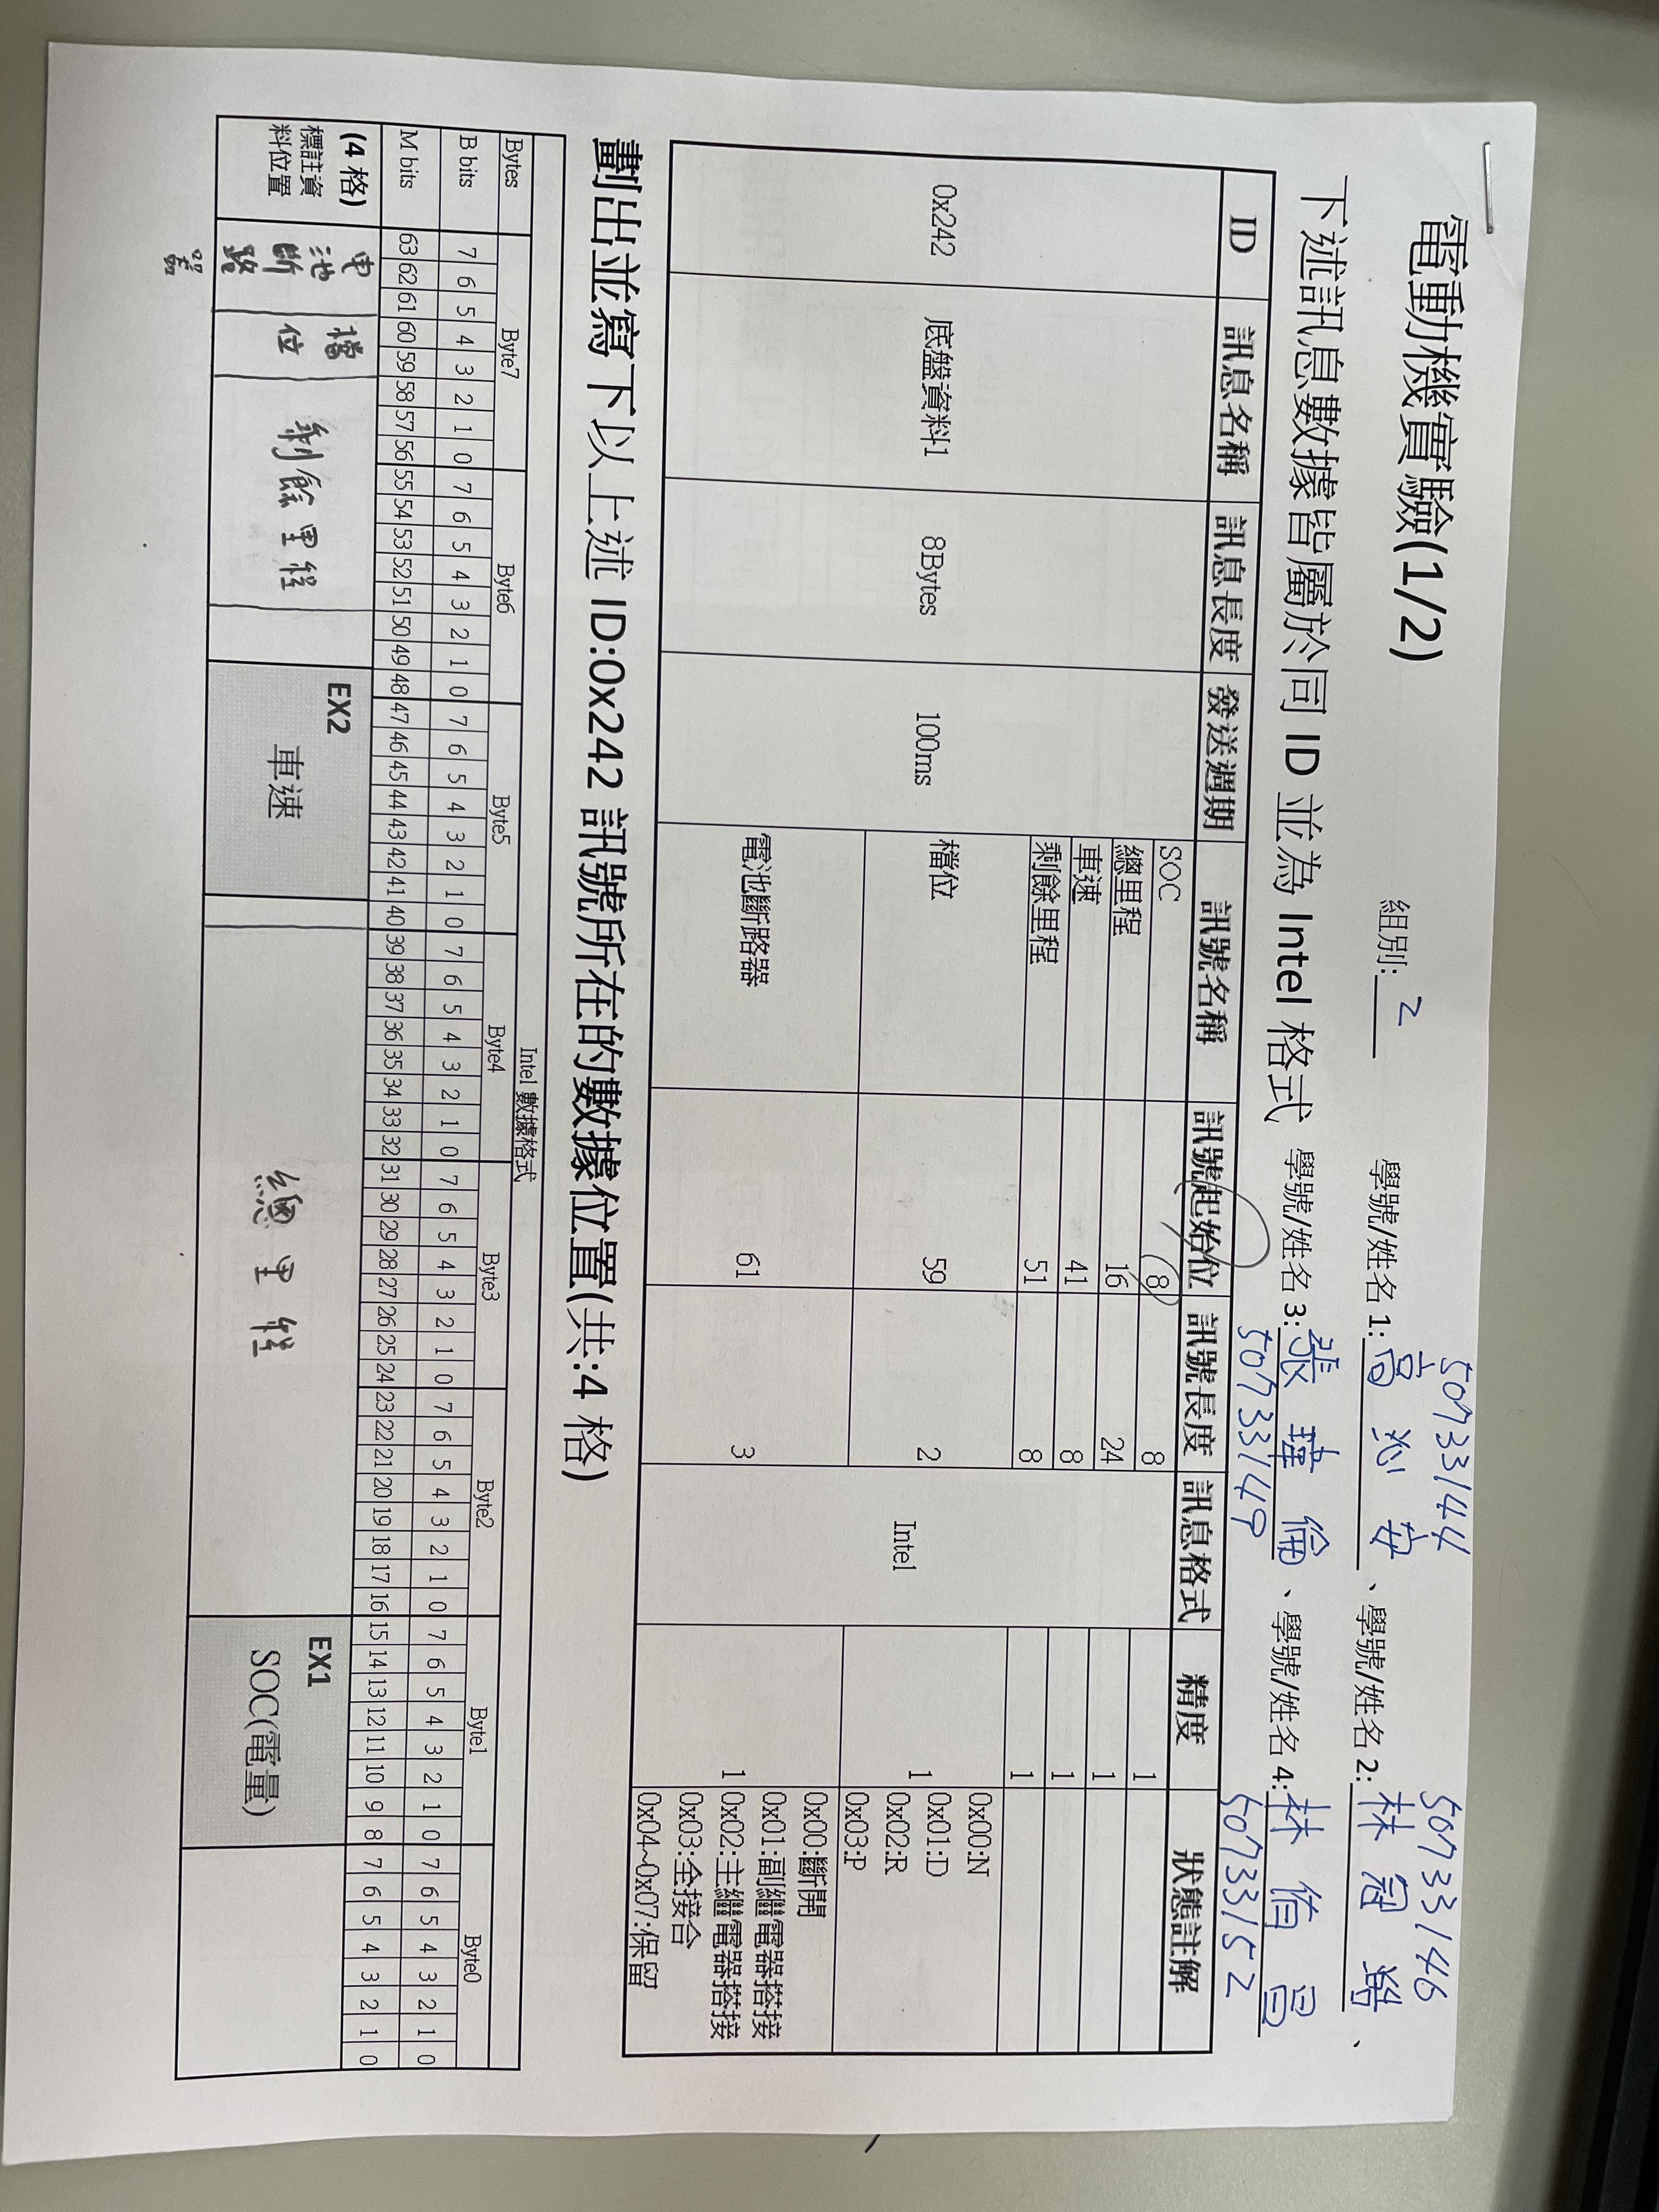 電動機實驗(1/2)
組別: 2
50733144 50733146
學號/姓名 1: 、學號/姓名 2: 林冠 、
下述訊息數據皆屬於同 ID 並為 Intel 格式 學號/姓名 3: 張 倫 、學號/姓名 4: 林
50733149 50733152
ID 訊息名稱 訊息長度 發送週期 訊號名稱 訊號起始位 訊號長度 訊息格式 精度 狀態註解
0x242 底盤資料1 8Bytes 100ms Intel
SOC 8 8 1
總里程 16 24 1
車速 41 8 1
剩餘里程 51 8 1
檔位 59 2 1
0x00:N
0x01:D
0x02:R
0x03:P
電池斷路器 61 3 1
0x00:斷開
0x01:副繼電器搭接
0x02:主繼電器搭接
0x03:全接合
0x04~0x07:保留
劃出並寫下以上述 ID:0x242 訊號所在的數據位置(共:4 格)
Intel 數據格式
Bytes Byte7 Byte6 Byte5 Byte4 Byte3 Byte2 Byte1 Byte0
B bits 7 6 5 4 3 2 1 0 7 6 5 4 3 2 1 0 7 6 5 4 3 2 1 0 7 6 5 4 3 2 1 0 7 6 5 4 3 2 1 0 7 6 5 4 3 2 1 0 7 6 5 4 3 2 1 0 7 6 5 4 3 2 1 0
M bits 63 62 61 60 59 58 57 56 55 54 53 52 51 50 49 48 47 46 45 44 43 42 41 40 39 38 37 36 35 34 33 32 31 30 29 28 27 26 25 24 23 22 21 20 19 18 17 16 15 14 13 12 11 10 9 8 7 6 5 4 3 2 1 0
(4 格)
標註資
料位置
電池
斷路
器
檔
位
剩餘里程
EX2
車速
總里程
EX1
SOC(電量)